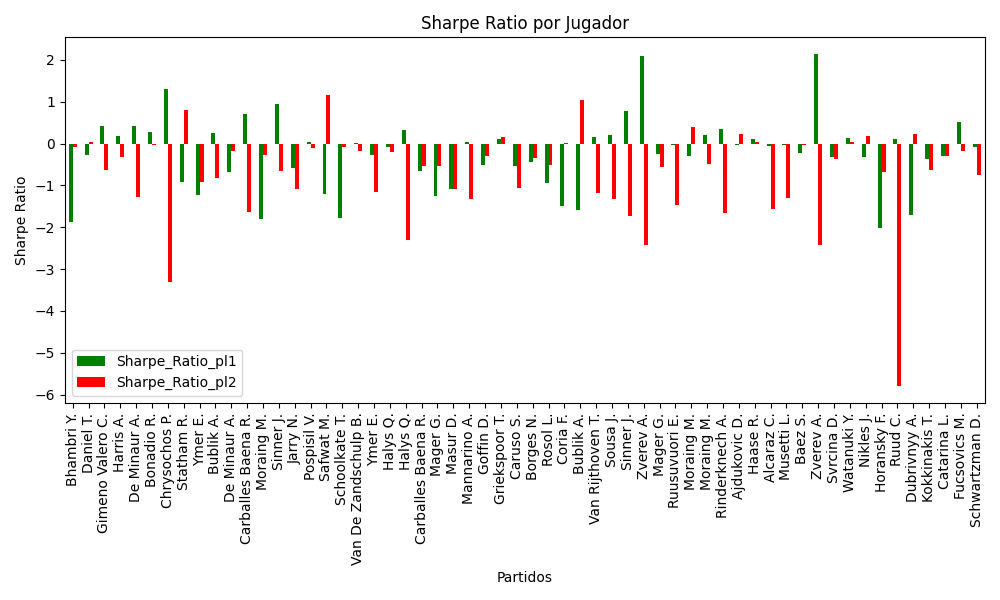 Sharpe Ratio por Jugador
Sharpe Ratio
2
1
0
−1
−2
−3
−4
−5
−6
Sharpe_Ratio_pl1
Sharpe_Ratio_pl2
Bhambri Y.
Daniel T.
Gimeno Valero C.
Harris A.
De Minaur A.
Bonadio R.
Chrysochos P.
Statham R.
Ymer E.
Bublik A.
De Minaur A.
Carballes Baena R.
Moraing M.
Sinner J.
Jarry N.
Pospisil V.
Safwat M.
Schoolkate T.
Van De Zandschulp B.
Ymer E.
Halys Q.
Halys Q.
Carballes Baena R.
Mager G.
Masur D.
Mannarino A.
Goffin D.
Griekspoor T.
Caruso S.
Borges N.
Rosol L.
Coria F.
Bublik A.
Van Rijthoven T.
Sousa J.
Sinner J.
Zverev A.
Mager G.
Ruusuvuori E.
Moraing M.
Moraing M.
Rinderknech A.
Ajdukovic D.
Haase R.
Alcaraz C.
Musetti L.
Baez S.
Zverev A.
Svrcina D.
Watanuki Y.
Nikles J.
Horansky F.
Ruud C.
Dubrivnyy A.
Kokkinakis T.
Catarina L.
Fucsovics M.
Schwartzman D.
Partidos